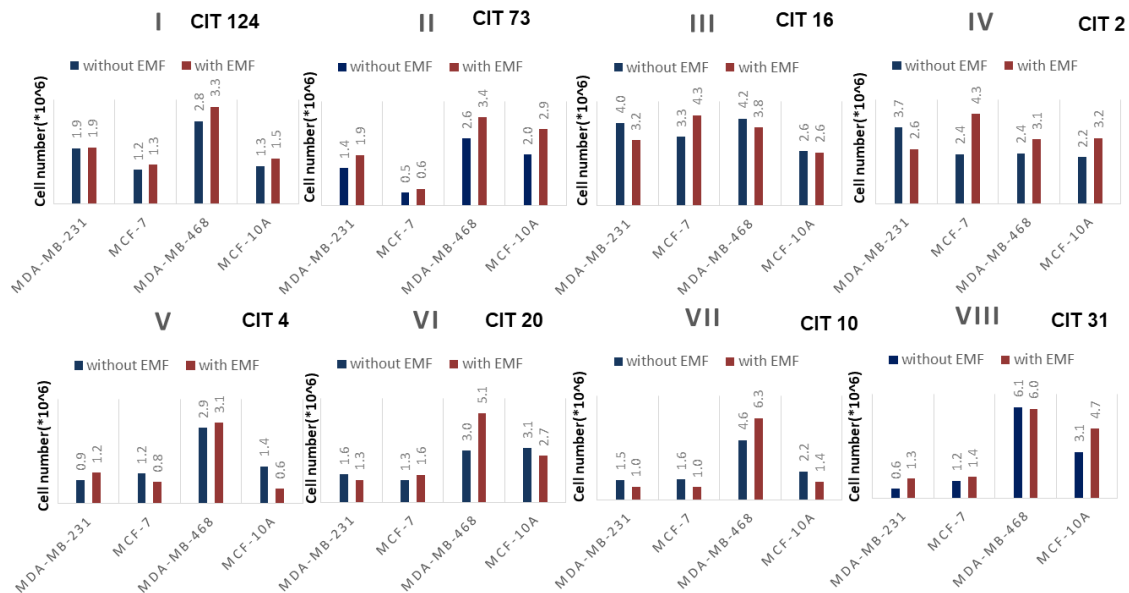 I CIT 124
without EMF with EMF
Cell number(*10^6)
1.9 1.9 1.2 1.3 2.8 3.3 1.3 1.5
MDA-MB-231 MCF-7 MDA-MB-468 MCF-10A
II CIT 73
without EMF with EMF
Cell number(*10^6)
1.4 1.9 0.5 0.6 2.6 3.4 2.0 2.9
MDA-MB-231 MCF-7 MDA-MB-468 MCF-10A
III CIT 16
without EMF with EMF
Cell number(*10^6)
4.0 3.2 3.3 4.3 4.2 3.8 2.6 2.6
MDA-MB-231 MCF-7 MDA-MB-468 MCF-10A
IV CIT 2
without EMF with EMF
Cell number(*10^6)
3.7 2.6 2.4 4.3 2.4 3.1 2.2 3.2
MDA-MB-231 MCF-7 MDA-MB-468 MCF-10A
V CIT 4
without EMF with EMF
Cell number(*10^6)
0.9 1.2 1.2 0.8 2.9 3.1 1.4 0.6
MDA-MB-231 MCF-7 MDA-MB-468 MCF-10A
VI CIT 20
without EMF with EMF
Cell number(*10^6)
1.6 1.3 1.3 1.6 3.0 5.1 3.1 2.7
MDA-MB-231 MCF-7 MDA-MB-468 MCF-10A
VII CIT 10
without EMF with EMF
Cell number(*10^6)
1.5 1.0 1.6 1.0 4.6 6.3 2.2 1.4
MDA-MB-231 MCF-7 MDA-MB-468 MCF-10A
VIII CIT 31
without EMF with EMF
Cell number(*10^6)
0.6 1.3 1.2 1.4 6.1 6.0 3.1 4.7
MDA-MB-231 MCF-7 MDA-MB-468 MCF-10A